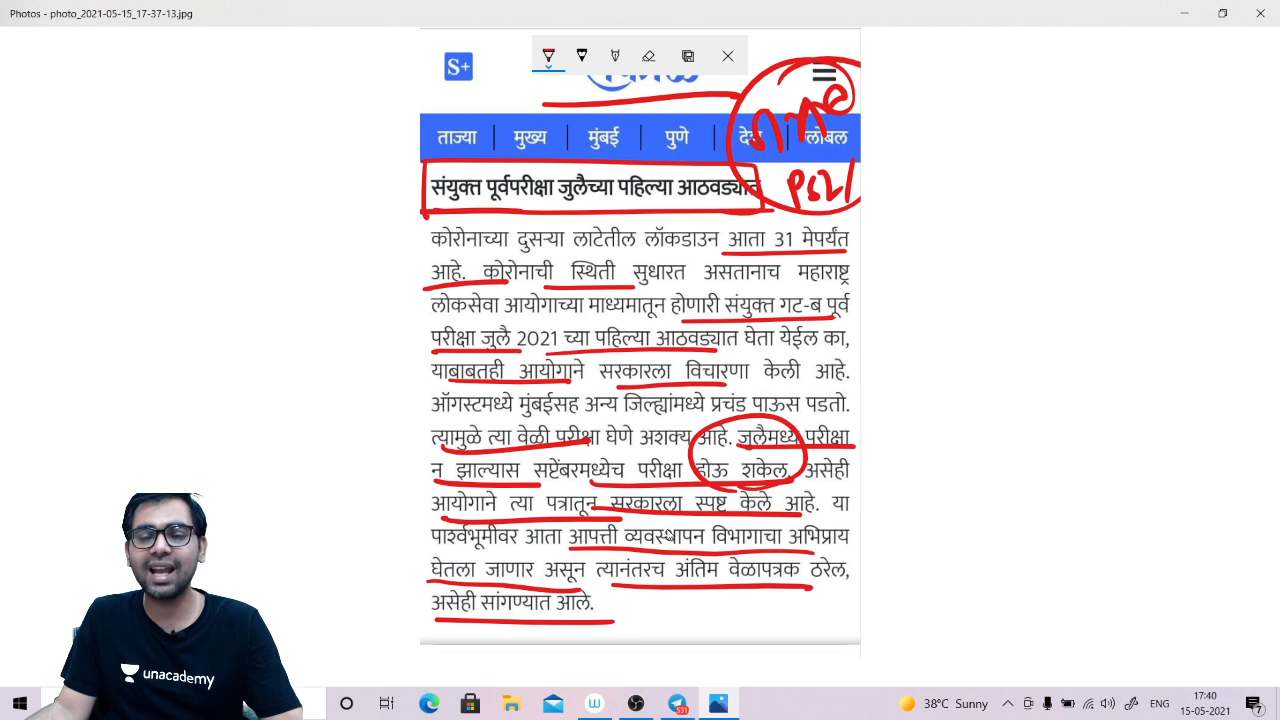 Photos - photo_2021-05-15_17-37-13.jpg
S+
ताज्या मुख्य मुंबई पुणे देश ग्लोबल
संयुक्त पूर्वपरीक्षा जुलैच्या पहिल्या आठवड्यात
कोरोनाच्या दुसऱ्या लाटेतील लॉकडाउन आता 31 मेपर्यंत
आहे. कोरोनाची स्थिती सुधारत असतानाच महाराष्ट्र
लोकसेवा आयोगाच्या माध्यमातून होणारी संयुक्त गट-ब पूर्व
परीक्षा जुलै 2021 च्या पहिल्या आठवड्यात घेता येईल का,
याबाबतही आयोगाने सरकारला विचारणा केली आहे.
ऑगस्टमध्ये मुंबईसह अन्य जिल्ह्यांमध्ये प्रचंड पाऊस पडतो.
त्यामुळे त्या वेळी परीक्षा घेणे अशक्य आहे. जुलैमध्ये परीक्षा
न झाल्यास सप्टेंबरमध्येच परीक्षा होऊ शकेल, असेही
आयोगाने त्या पत्रातून सरकारला स्पष्ट केले आहे. या
पार्श्वभूमीवर आता आपत्ती व्यवस्थापन विभागाचा अभिप्राय
घेतला जाणार असून त्यानंतरच अंतिम वेळापत्रक ठरेल,
असेही सांगण्यात आले.
unacademy
W
531
38°C Sunny
17:40
15-05-2021
7